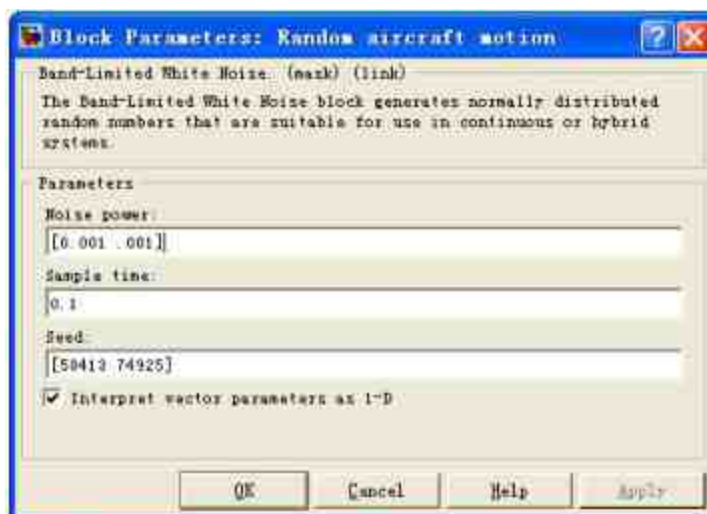 Block Parameters: Random aircraft motion
Band-Limited White Noise. (mask) (link)
The Band-Limited White Noise block generates normally distributed
random numbers that are suitable for use in continuous or hybrid
systems.
Parameters
Noise power:
[0.001 .001]
Sample time:
0.1
Seed:
[58413 74925]
Interpret vector parameters as 1-D
OK
Cancel
Help
Apply